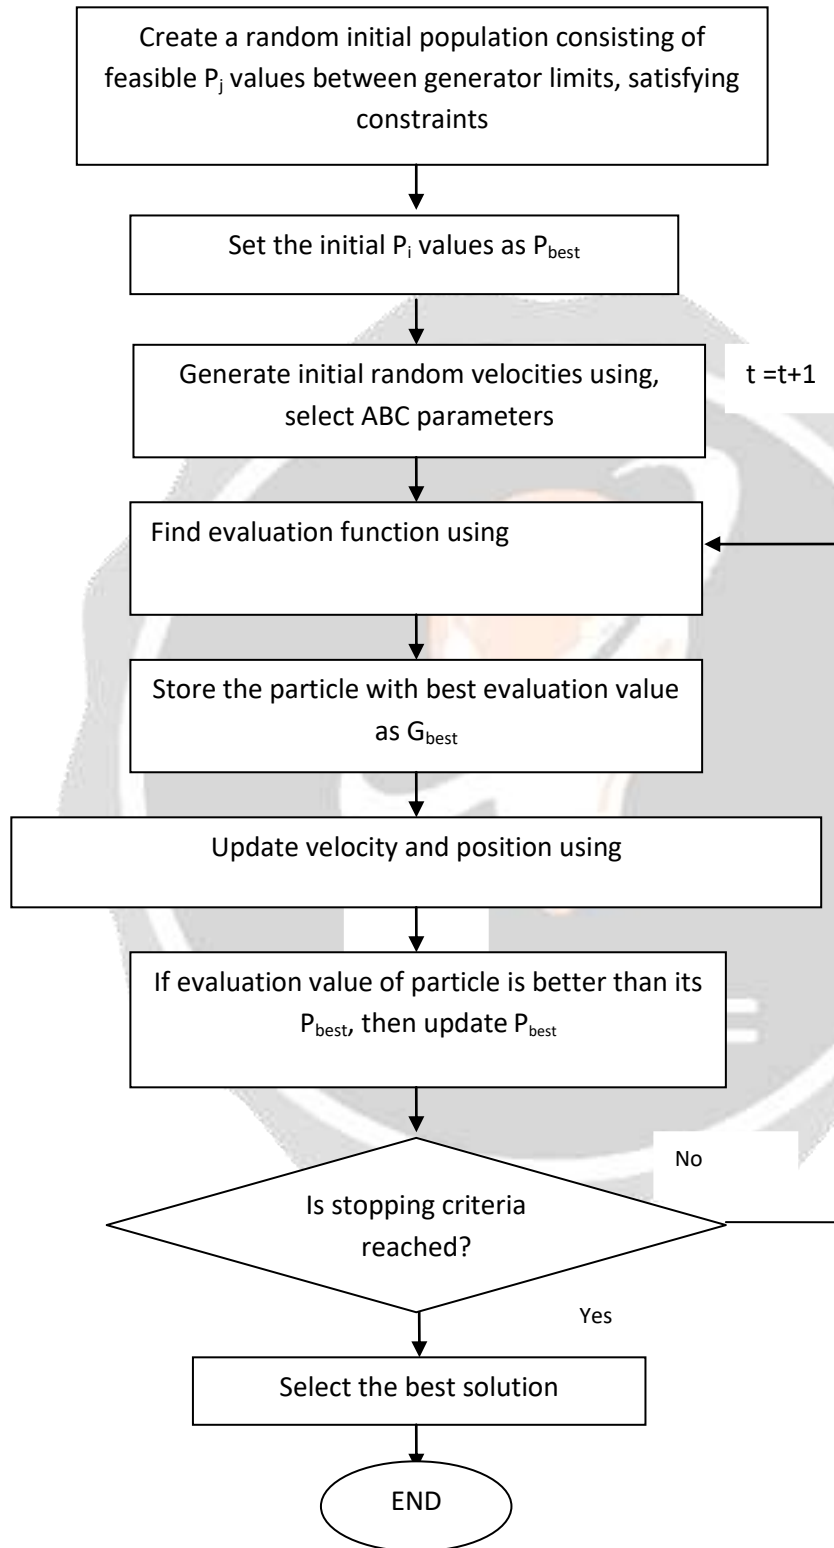 Create a random initial population consisting of
feasible Pj values between generator limits, satisfying
constraints
Set the initial Pi values as Pbest
Generate initial random velocities using,
select ABC parameters
t =t+1
Find evaluation function using
Store the particle with best evaluation value
as Gbest
Update velocity and position using
If evaluation value of particle is better than its
Pbest, then update Pbest
No
Is stopping criteria
reached?
Yes
Select the best solution
END